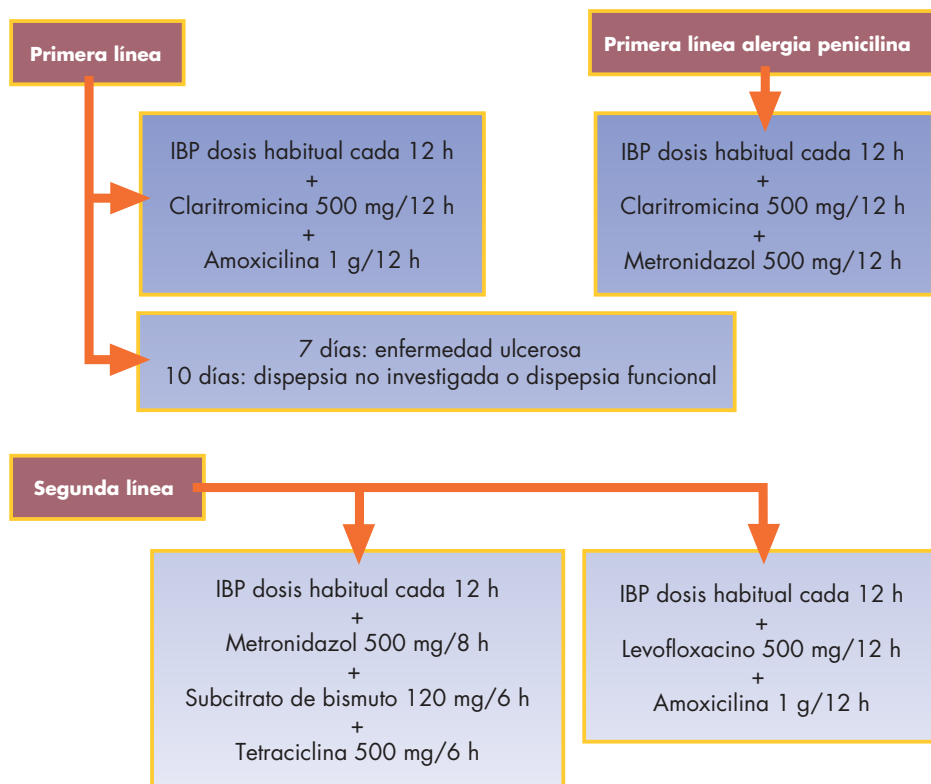 Primera línea
Primera línea alergia penicilina
IBP dosis habitual cada 12 h
+
Claritromicina 500 mg/12 h
+
Amoxicilina 1 g/12 h
IBP dosis habitual cada 12 h
+
Claritromicina 500 mg/12 h
+
Metronidazol 500 mg/12 h
7 días: enfermedad ulcerosa
10 días: dispepsia no investigada o dispepsia funcional
Segunda línea
IBP dosis habitual cada 12 h
+
Metronidazol 500 mg/8 h
+
Subcitrato de bismuto 120 mg/6 h
+
Tetraciclina 500 mg/6 h
IBP dosis habitual cada 12 h
+
Levofloxacino 500 mg/12 h
+
Amoxicilina 1 g/12 h